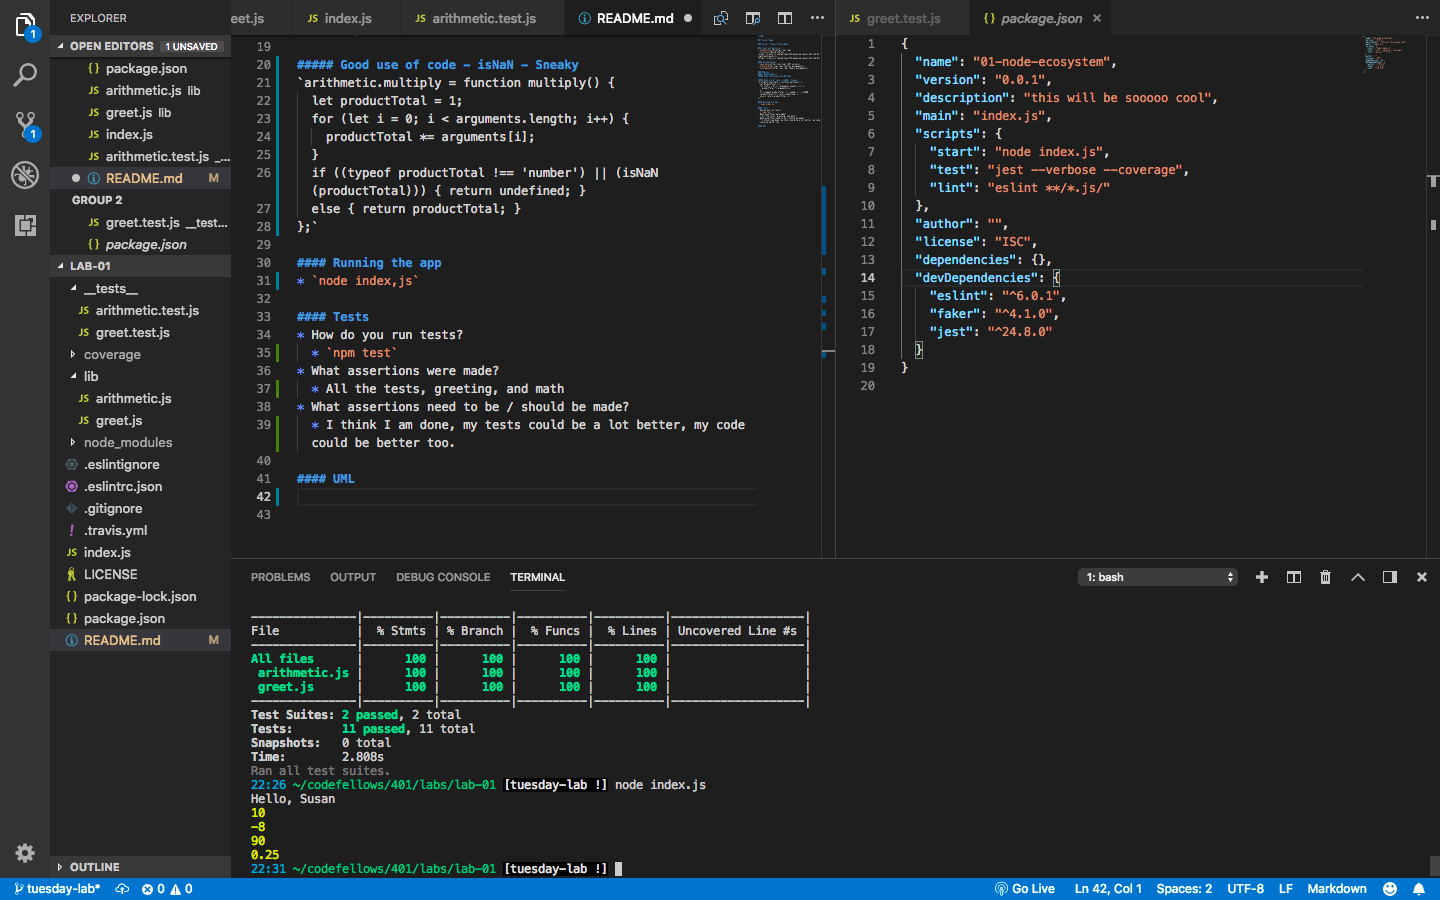 EXPLORER
OPEN EDITORS 1 UNSAVED
{} package.json
JS arithmetic.js lib
JS greet.js lib
JS index.js
JS arithmetic.test.js _...
README.md M
GROUP 2
JS greet.test.js __test...
{} package.json
LAB-01
__tests__
JS arithmetic.test.js
JS greet.test.js
coverage
lib
JS arithmetic.js
JS greet.js
node_modules
.eslintignore
.eslintrc.json
.gitignore
! .travis.yml
JS index.js
LICENSE
{} package-lock.json
{} package.json
README.md M
OUTLINE
1
1
eet.js JS index.js JS arithmetic.test.js README.md
19
20 ##### Good use of code - isNaN - Sneaky
21 `arithmetic.multiply = function multiply() {
22 let productTotal = 1;
23 for (let i = 0; i < arguments.length; i++) {
24 productTotal *= arguments[i];
25 }
26 if ((typeof productTotal !== 'number') || (isNaN
(productTotal))) { return undefined; }
27 else { return productTotal; }
28 };`
29
30 #### Running the app
31 * `node index,js`
32
33 #### Tests
34 * How do you run tests?
35 * `npm test`
36 * What assertions were made?
37 * All the tests, greeting, and math
38 * What assertions need to be / should be made?
39 * I think I am done, my tests could be a lot better, my code
could be better too.
40
41 #### UML
42
43
JS greet.test.js {} package.json ×
1 {
2 "name": "01-node-ecosystem",
3 "version": "0.0.1",
4 "description": "this will be sooooo cool",
5 "main": "index.js",
6 "scripts": {
7 "start": "node index.js",
8 "test": "jest --verbose --coverage",
9 "lint": "eslint **/*.js/"
10 },
11 "author": "",
12 "license": "ISC",
13 "dependencies": {},
14 "devDependencies": {
15 "eslint": "^6.0.1",
16 "faker": "^4.1.0",
17 "jest": "^24.8.0"
18 }
19 }
20
PROBLEMS OUTPUT DEBUG CONSOLE TERMINAL 1: bash
---------------|----------|----------|----------|----------|-------------------|
File | % Stmts | % Branch | % Funcs | % Lines | Uncovered Line #s |
---------------|----------|----------|----------|----------|-------------------|
All files | 100 | 100 | 100 | 100 | |
arithmetic.js | 100 | 100 | 100 | 100 | |
greet.js | 100 | 100 | 100 | 100 | |
---------------|----------|----------|----------|----------|-------------------|
Test Suites: 2 passed, 2 total
Tests: 11 passed, 11 total
Snapshots: 0 total
Time: 2.808s
Ran all test suites.
22:26 ~/codefellows/401/labs/lab-01 [tuesday-lab !] node index.js
Hello, Susan
10
-8
90
0.25
22:31 ~/codefellows/401/labs/lab-01 [tuesday-lab !]
tuesday-lab* 0 0 Go Live Ln 42, Col 1 Spaces: 2 UTF-8 LF Markdown